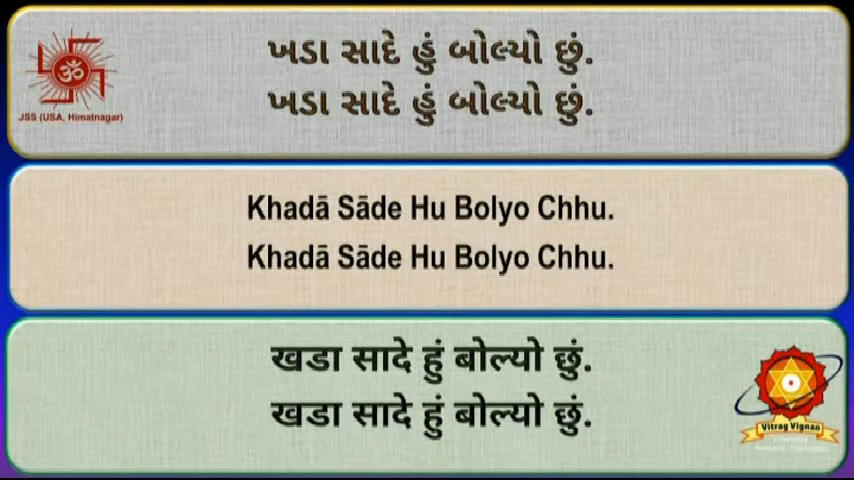 ખડા સાદે હું બોલ્યો છું.
ખડા સાદે હું બોલ્યો છું.
JSS (USA, Himatnagar)
Khadā Sāde Hu Bolyo Chhu.
Khadā Sāde Hu Bolyo Chhu.
खडा सादे हुं बोल्यो छुं.
खडा सादे हुं बोल्यो छुं.
Vitrag Vignan